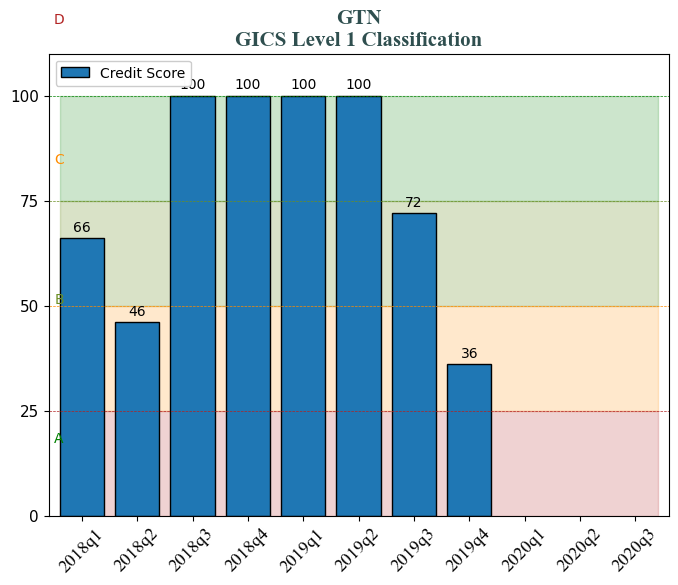 D
GTN
GICS Level 1 Classification
Credit Score
100
100
100
100
100
C
75
72
66
50
B
46
36
25
A
0
2018q1
2018q2
2018q3
2018q4
2019q1
2019q2
2019q3
2019q4
2020q1
2020q2
2020q3